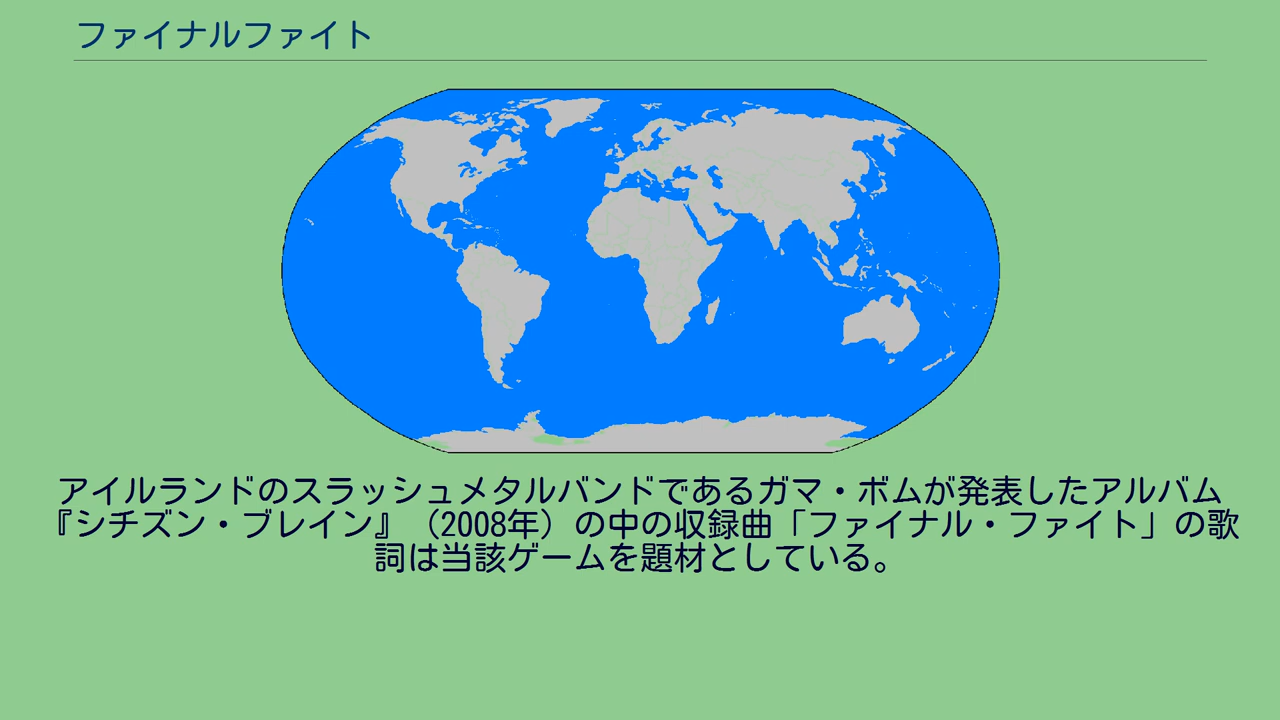 ファイナルファイト
アイルランドのスラッシュメタルバンドであるガマ・ボムが発表したアルバム
『シチズン・ブレイン』（2008年）の中の収録曲「ファイナル・ファイト」の歌
詞は当該ゲームを題材としている。